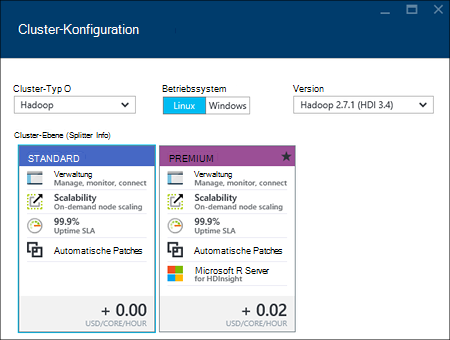 Cluster-Konfiguration
Cluster-Typ O
Betriebssystem
Version
Hadoop
Linux
Windows
Hadoop 2.7.1 (HDI 3.4)
Cluster-Ebene (Splitter Info)
STANDARD
Verwaltung
Manage, monitor, connect
Scalability
On-demand node scaling
99.9%
Uptime SLA
Automatische Patches
+ 0.00
USD/CORE/HOUR
PREMIUM
Verwaltung
Manage, monitor, connect
Scalability
On-demand node scaling
99.9%
Uptime SLA
Automatische Patches
Microsoft R Server
for HDInsight
+ 0.02
USD/CORE/HOUR